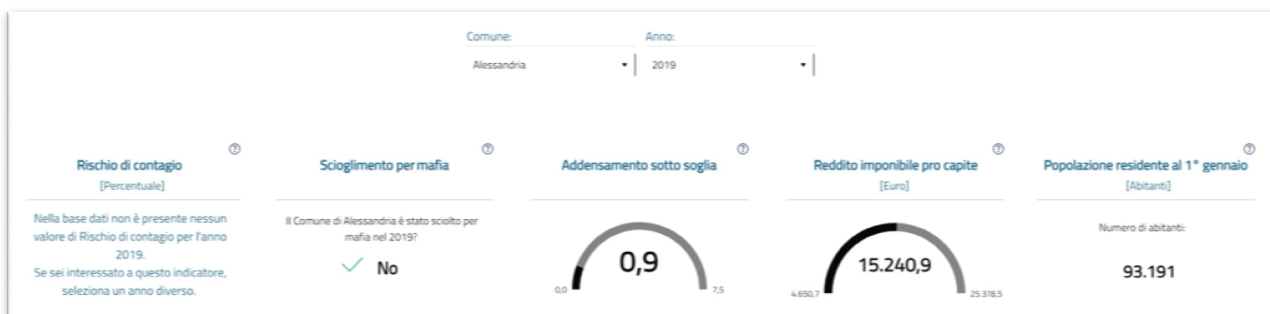 Comune:
Anno:
Alessandria
2019
Rischio di contagio
[Percentuale]
Nella base dati non è presente nessun
valore di Rischio di contagio per l'anno
2019.
Se sei interessato a questo indicatore,
seleziona un anno diverso.
Scioglimento per mafia
Il Comune di Alessandria è stato sciolto per
mafia nel 2019?
No
Addensamento sotto soglia
0,9
0,0
7,5
Reddito imponibile pro capite
[Euro]
15.240,9
4.650,7
25.378,5
Popolazione residente al 1° gennaio
[Abitanti]
Numero di abitanti:
93.191